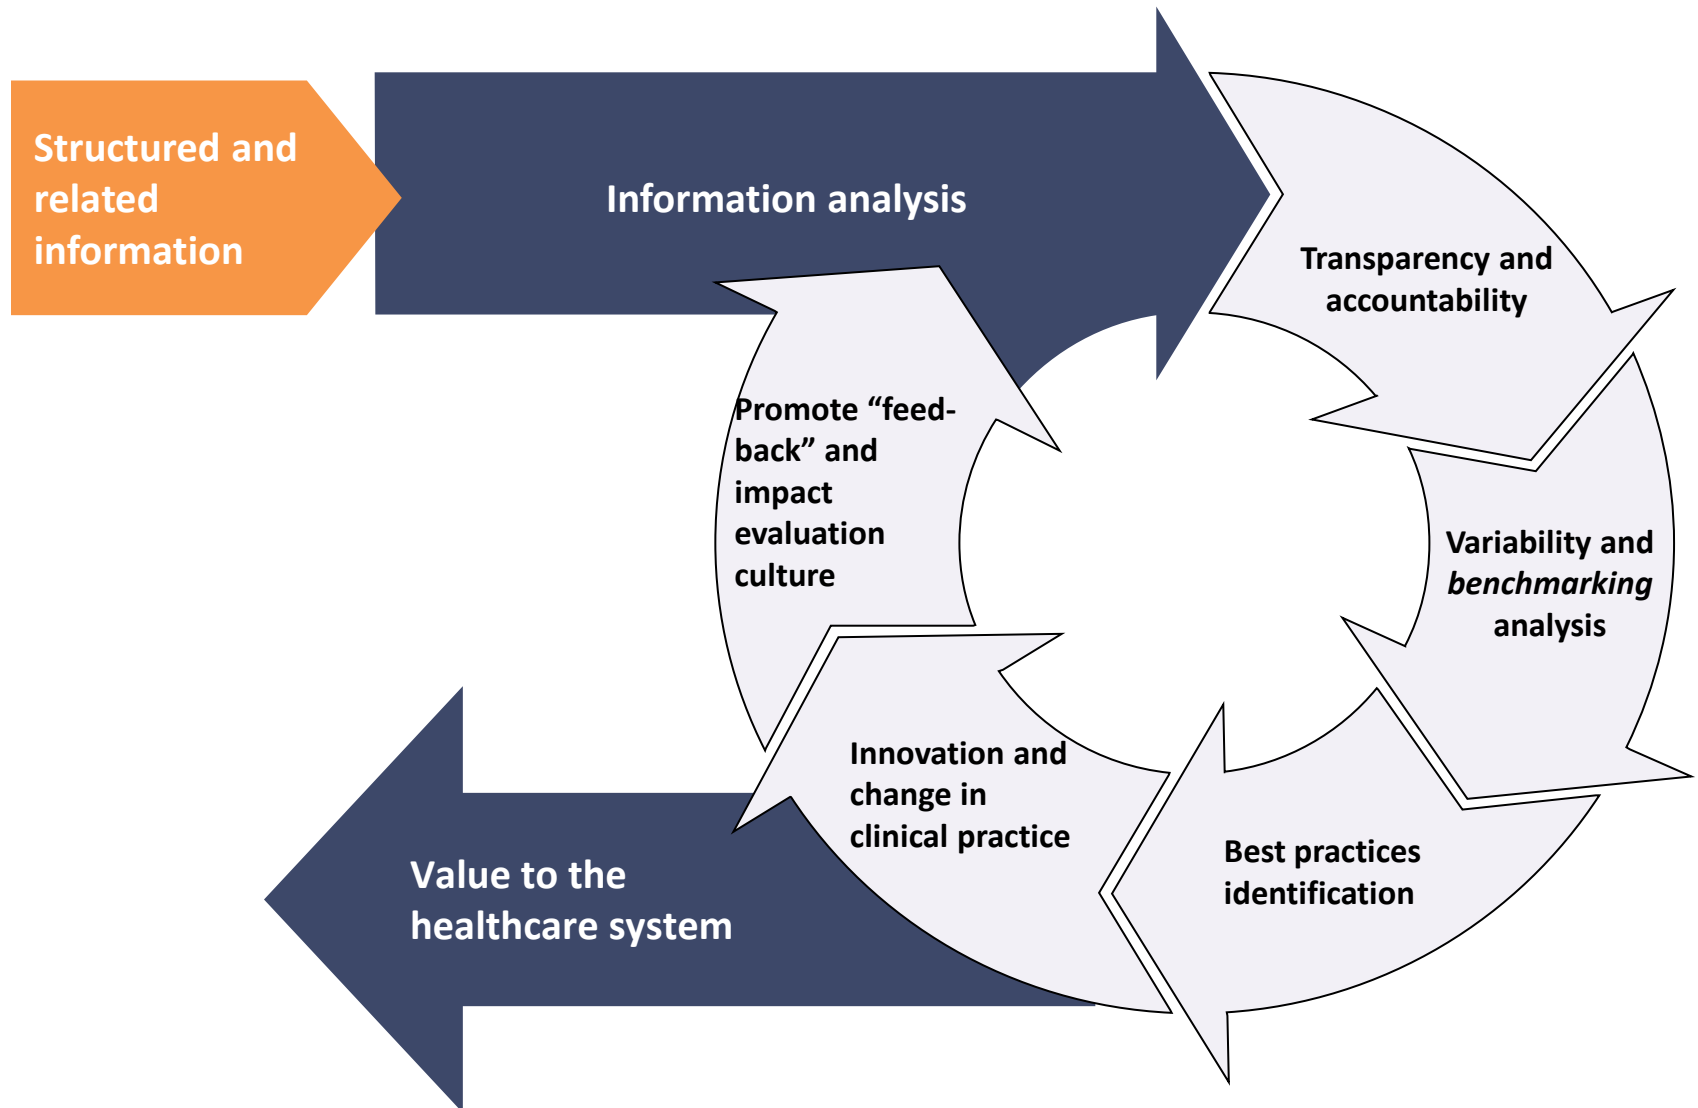 Structured and
related
information
Information analysis
Transparency and
accountability
Variability and
benchmarking
analysis
Best practices
identification
Innovation and
change in
clinical practice
Promote “feed-
back” and
impact
evaluation
culture
Value to the
healthcare system